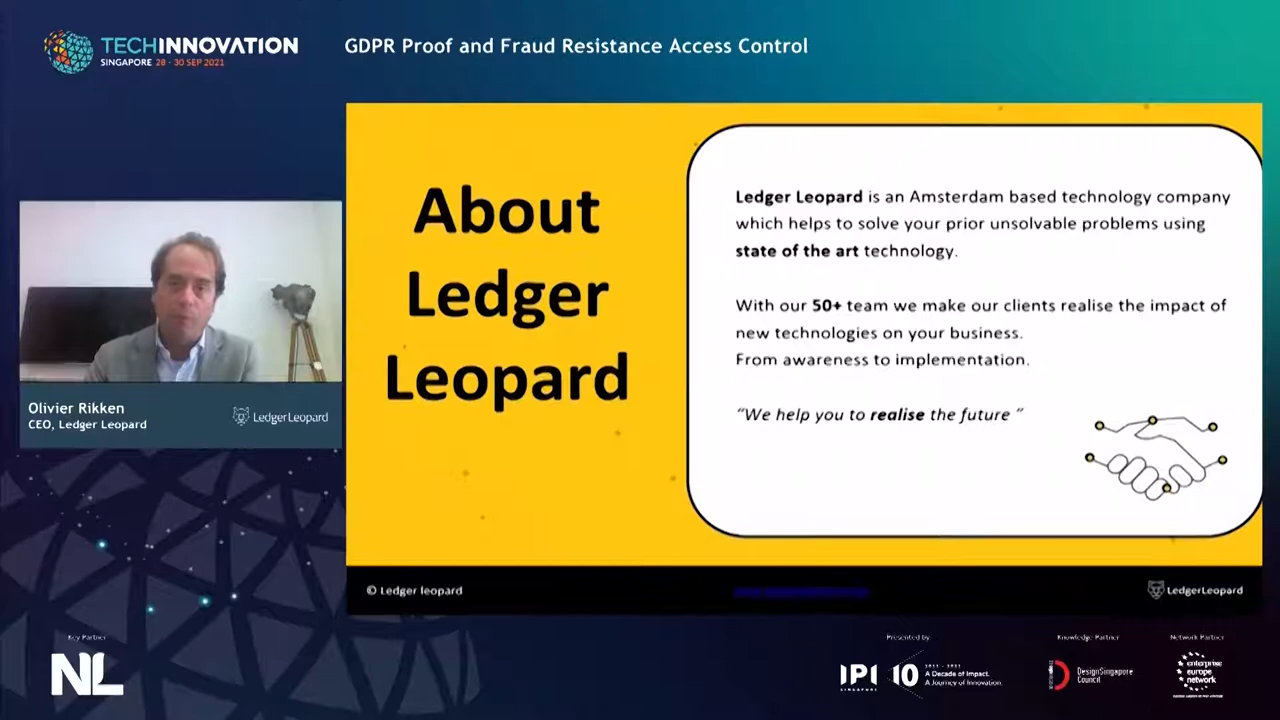 TECHINNOVATION
SINGAPORE 28 - 30 SEP 2021
GDPR Proof and Fraud Resistance Access Control
About
Ledger
Leopard
Ledger Leopard is an Amsterdam based technology company
which helps to solve your prior unsolvable problems using
state of the art technology.
With our 50+ team we make our clients realise the impact of
new technologies on your business.
From awareness to implementation.
"We help you to realise the future "
Olivier Rikken
CEO, Ledger Leopard
LedgerLeopard
© Ledger leopard
LedgerLeopard
Key Partner
NL
Presented by
IPI 10
SINGAPORE
2011 - 2021
A Decade of Impact.
A Journey of Innovation.
Knowledge Partner
DesignSingapore
Council
Network Partner
enterprise
europe
network